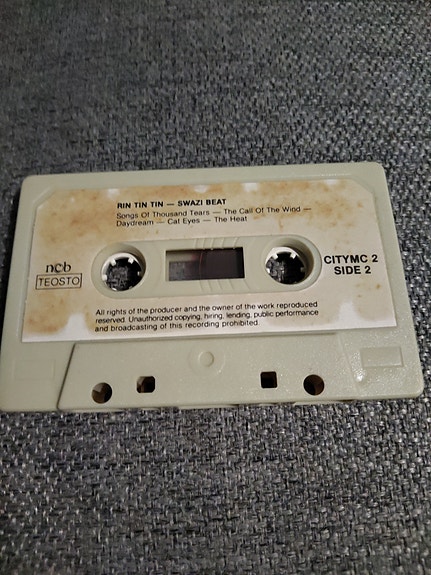 RIN TIN TIN — SWAZI BEAT
Songs Of Thousand Tears — The Call Of The Wind —
Daydream — Cat Eyes — The Heat
ncb
TEOSTO
CITYMC 2
SIDE 2
All rights of the producer and the owner of the work reproduced
reserved. Unauthorized copying, hiring, lending, public performance
and broadcasting of this recording prohibited.